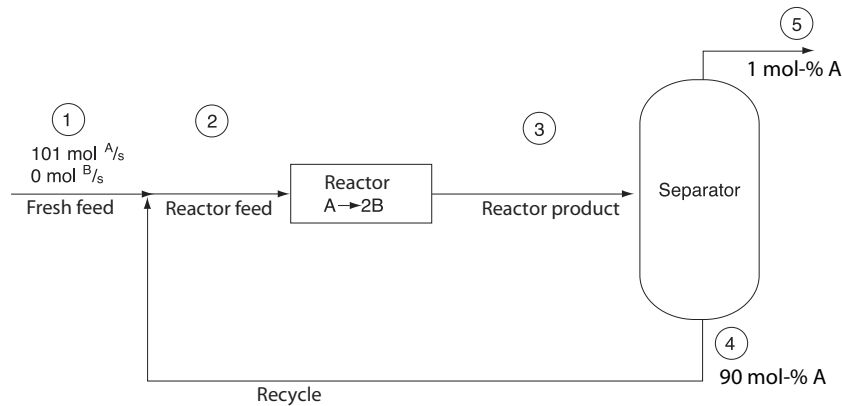 5
1 mol-% A
1
2
3
101 mol A/s
0 mol B/s
Fresh feed
Reactor feed
Reactor
A→2B
Reactor product
Separator
4
90 mol-% A
Recycle